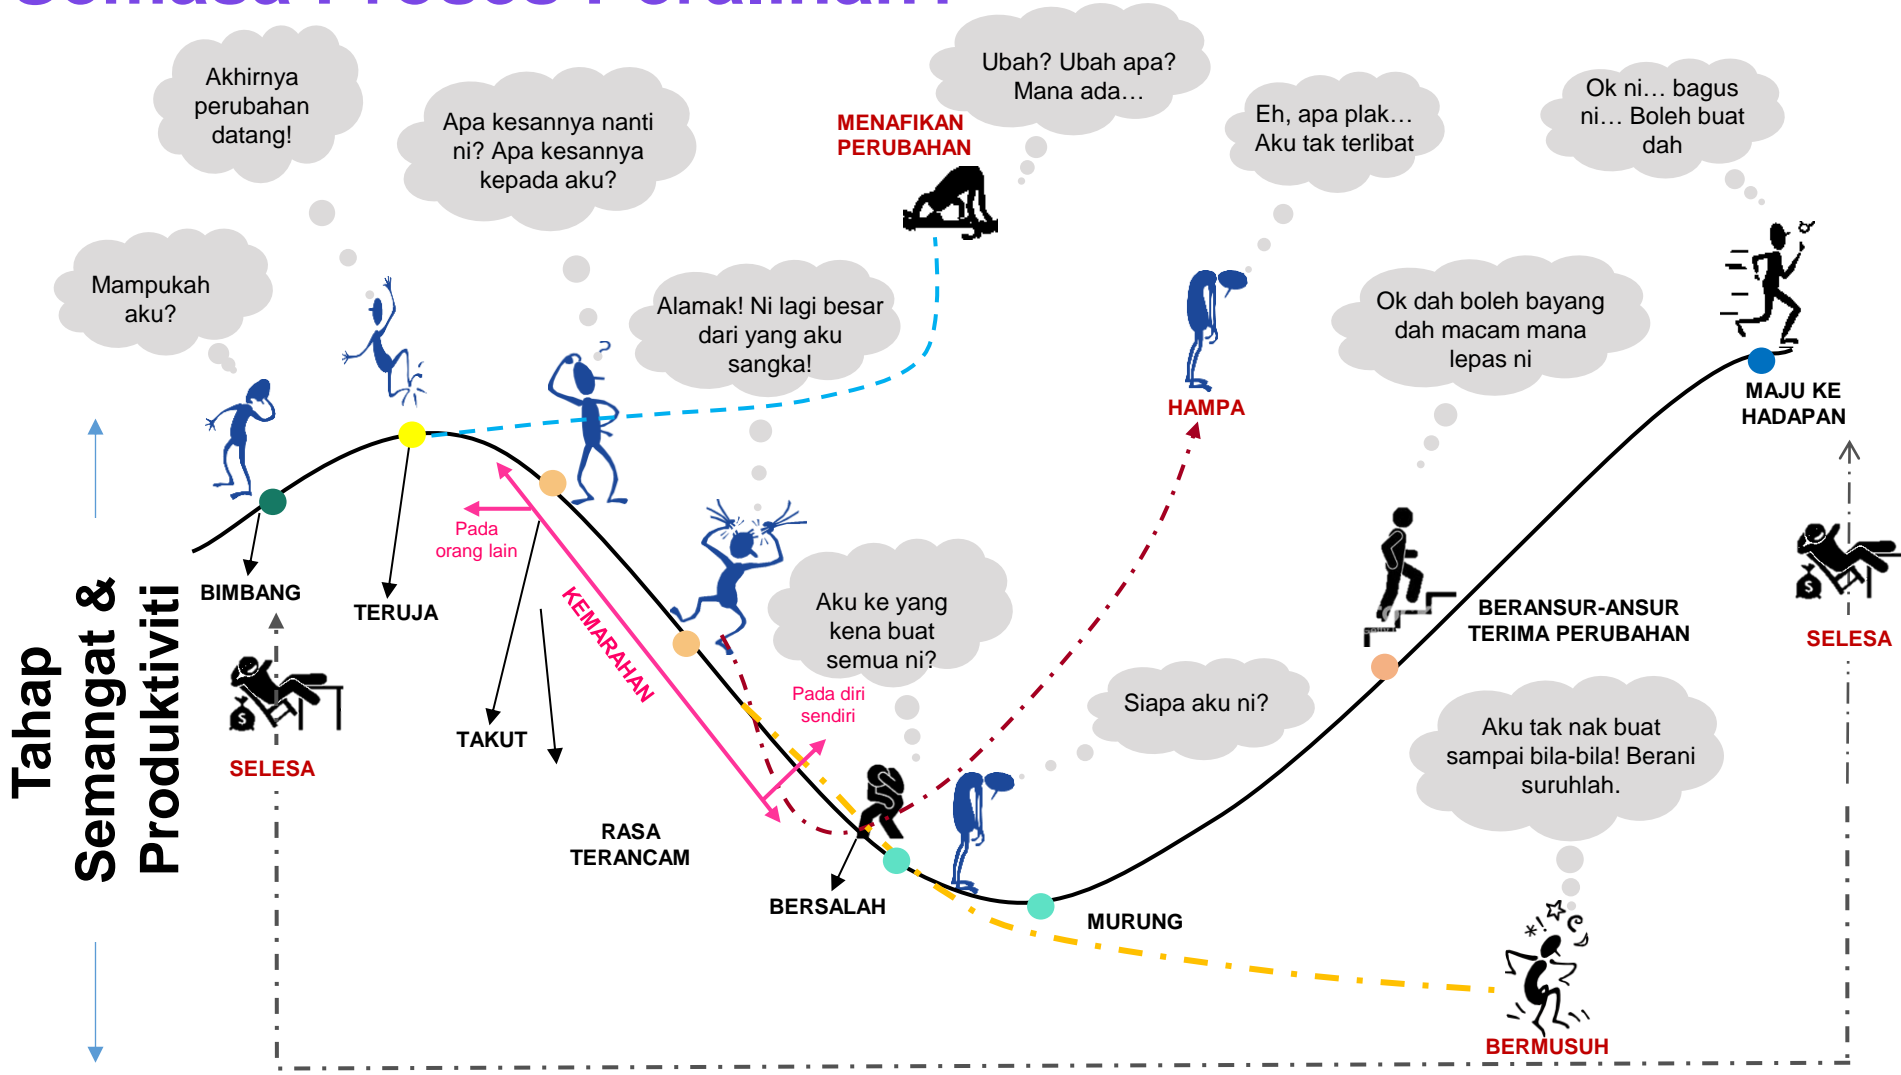 Akhirnya
perubahan
datang!
Mampukah
aku?
Apa kesannya nanti
ni? Apa kesannya
kepada aku?
Alamak! Ni lagi besar
dari yang aku
sangka!
MENAFIKAN
PERUBAHAN
Ubah? Ubah apa?
Mana ada…
Eh, apa plak…
Aku tak terlibat
Ok ni… bagus
ni… Boleh buat
dah
Ok dah boleh bayang
dah macam mana
lepas ni
HAMPA
MAJU KE
HADAPAN
Tahap
Semangat &
Produktiviti
BIMBANG
TERUJA
Pada
orang lain
KEMARAHAN
TAKUT
SELESA
RASA
TERANCAM
Aku ke yang
kena buat
semua ni?
Pada diri
sendiri
BERSALAH
Siapa aku ni?
MURUNG
BERANSUR-ANSUR
TERIMA PERUBAHAN
SELESA
Aku tak nak buat
sampai bila-bila! Berani
suruhlah.
BERMUSUH